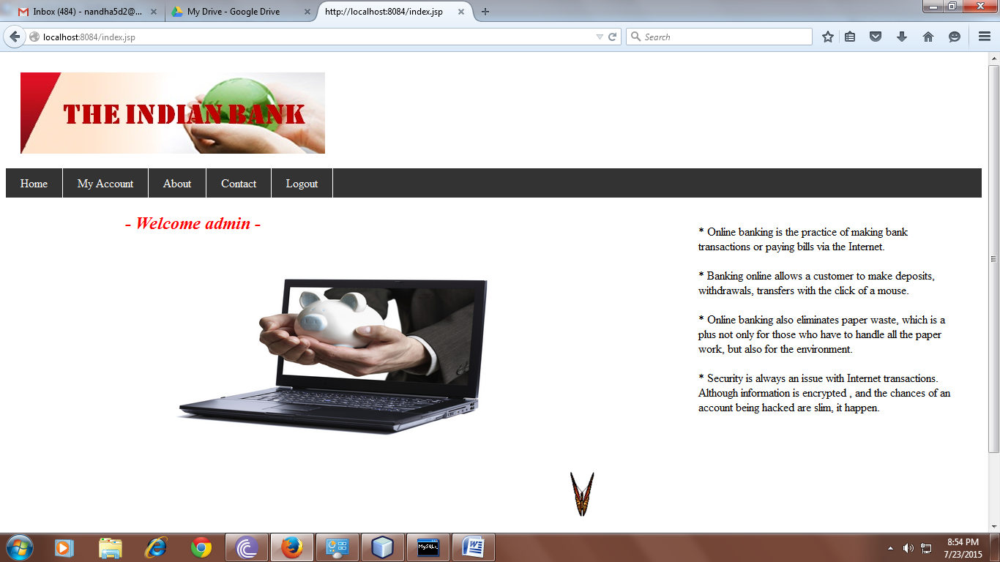 Inbox (484) - nandha5d2@...
My Drive - Google Drive
http://localhost:8084/index.jsp
localhost:8084/index.jsp
Search
THE INDIAN BANK
Home My Account About Contact Logout
- Welcome admin -
* Online banking is the practice of making bank
transactions or paying bills via the Internet.
* Banking online allows a customer to make deposits,
withdrawals, transfers with the click of a mouse.
* Online banking also eliminates paper waste, which is a
plus not only for those who have to handle all the paper
work, but also for the environment.
* Security is always an issue with Internet transactions.
Although information is encrypted , and the chances of an
account being hacked are slim, it happen.
8:54 PM
7/23/2015